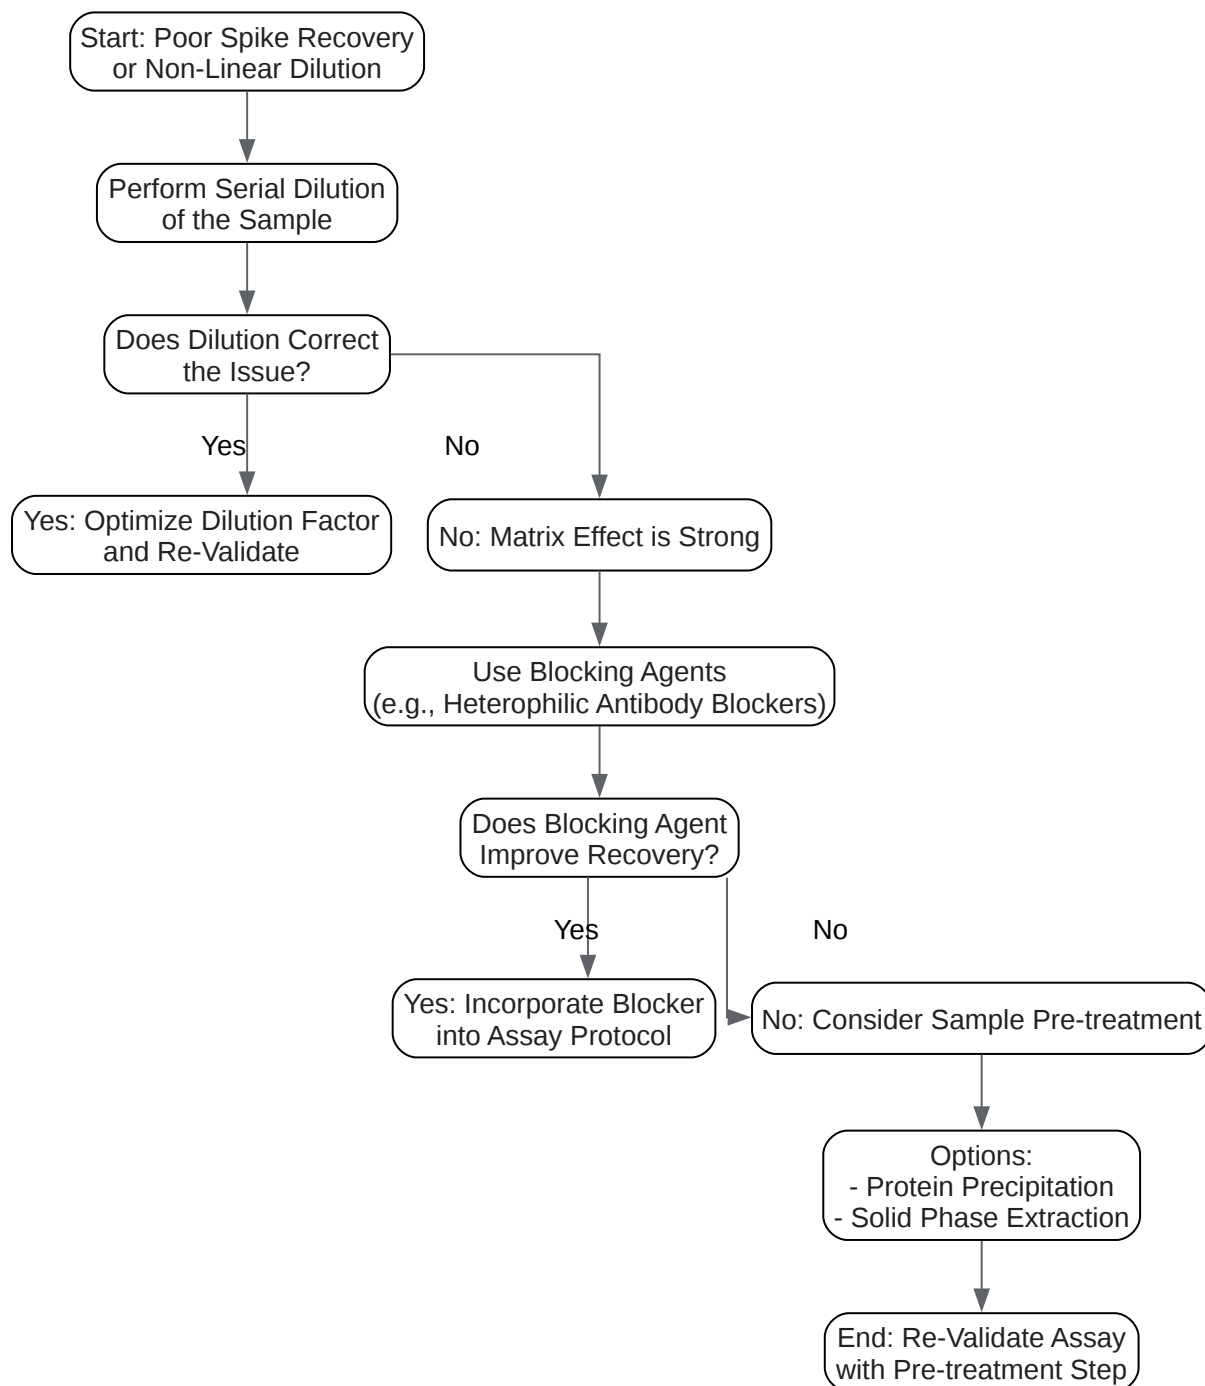 Start: Poor Spike Recovery
or Non-Linear Dilution
Perform Serial Dilution
of the Sample
Does Dilution Correct
the Issue?
Yes
No
Yes: Optimize Dilution Factor
and Re-Validate
No: Matrix Effect is Strong
Use Blocking Agents
(e.g., Heterophilic Antibody Blockers)
Does Blocking Agent
Improve Recovery?
Yes
No
Yes: Incorporate Blocker
into Assay Protocol
No: Consider Sample Pre-treatment
Options:
- Protein Precipitation
- Solid Phase Extraction
End: Re-Validate Assay
with Pre-treatment Step